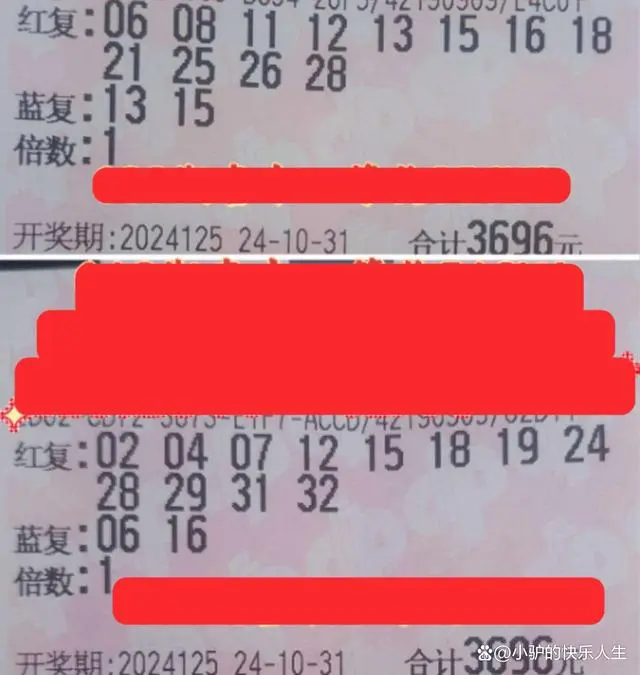 红复:06 08 11 12 13 15 16 18
21 25 26 28
蓝复:13 15
倍数:1
开奖期:2024125 24-10-31 合计3696元
红复:02 04 07 12 15 18 19 24
28 29 31 32
蓝复:06 16
倍数:1
开奖期:2024125 24-10-31 合计3696元
@小驴的快乐人生